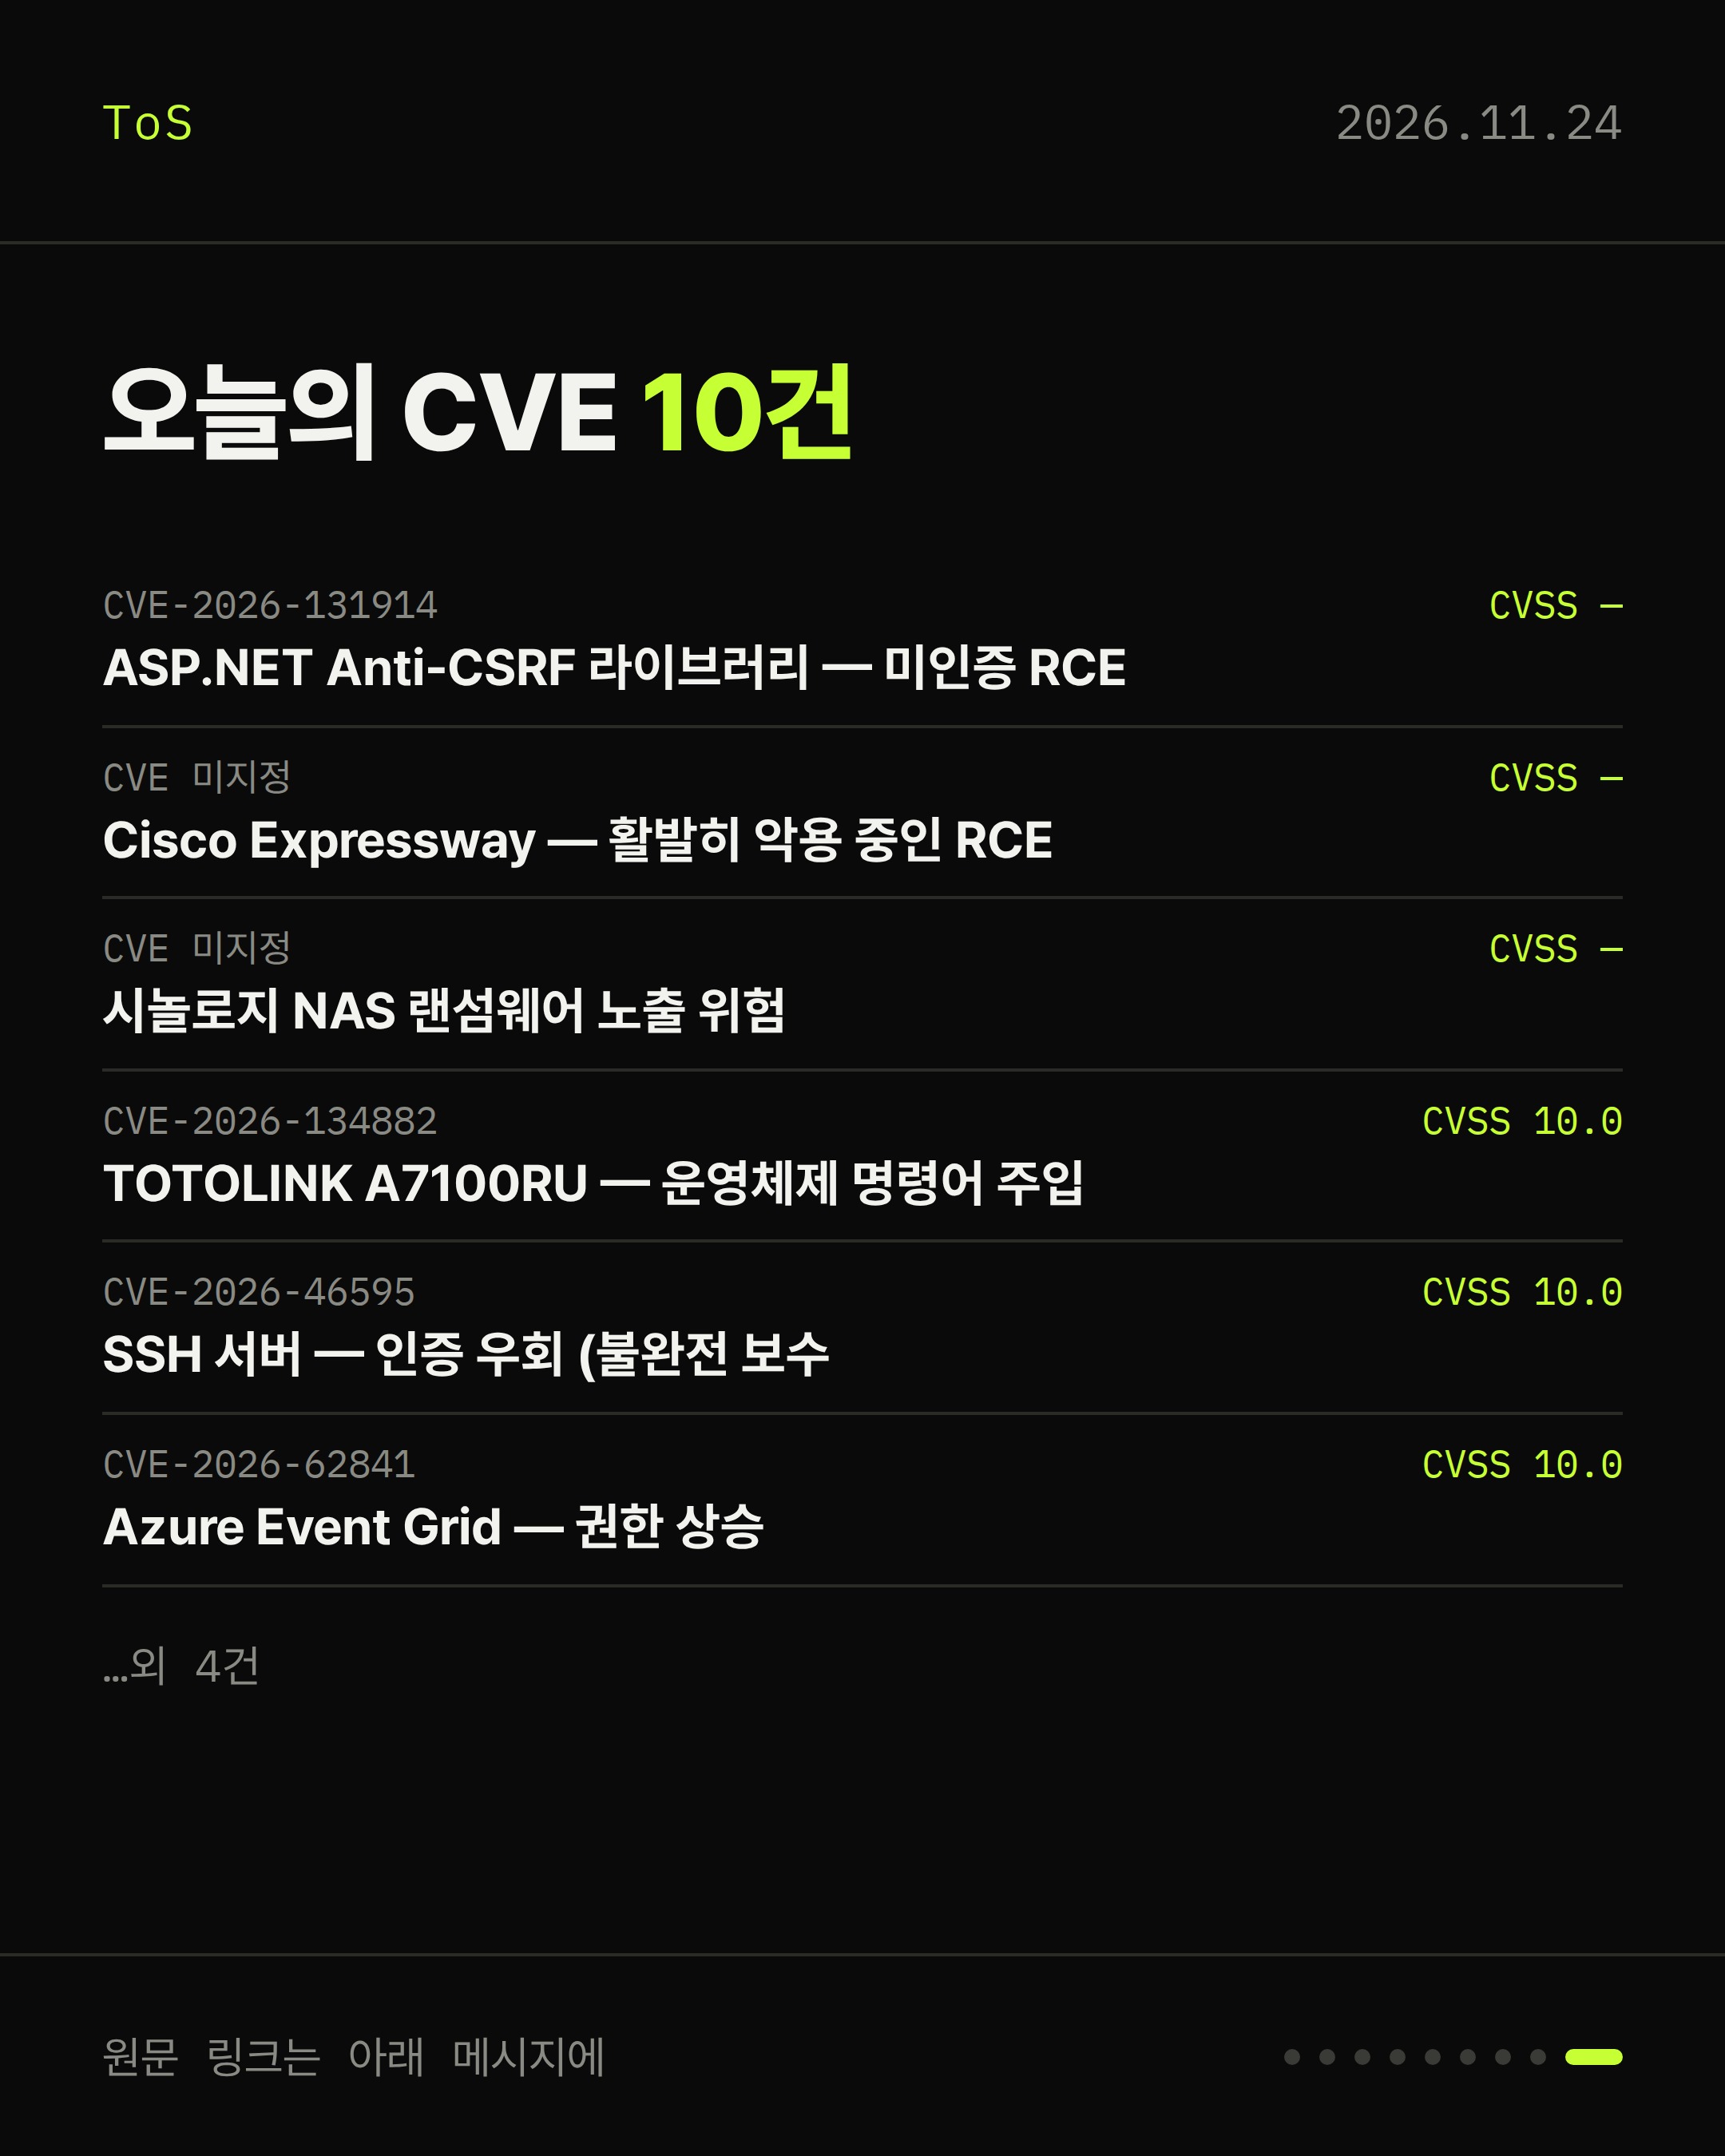 ToS
2026.11.24
오늘의 CVE 10건
CVE-2026-131914
CVSS —
ASP.NET Anti-CSRF 라이브러리 — 미인증 RCE
CVE 미지정
CVSS —
Cisco Expressway — 활발히 악용 중인 RCE
CVE 미지정
CVSS —
시놀로지 NAS 랜섬웨어 노출 위험
CVE-2026-134882
CVSS 10.0
TOTOLINK A7100RU — 운영체제 명령어 주입
CVE-2026-46595
CVSS 10.0
SSH 서버 — 인증 우회 (불완전 보수
CVE-2026-62841
CVSS 10.0
Azure Event Grid — 권한 상승
…외 4건
원문 링크는 아래 메시지에